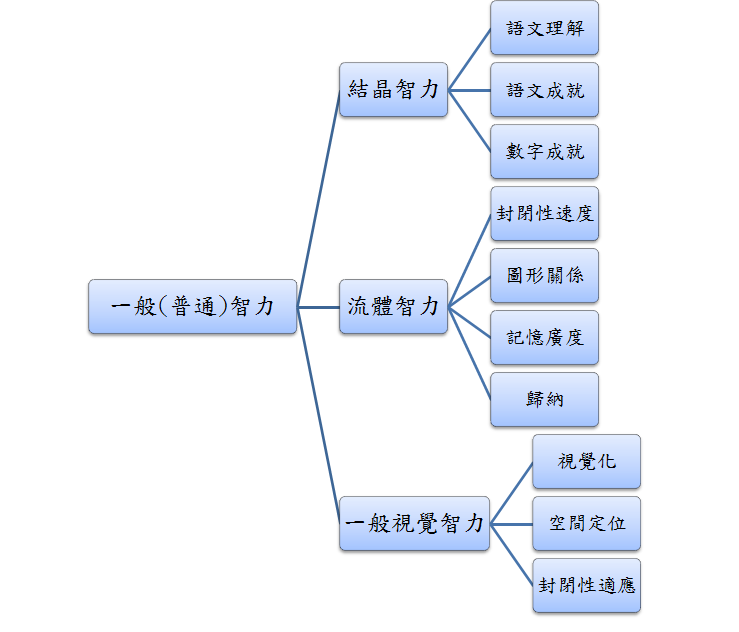 一般(普通)智力
結晶智力
語文理解
語文成就
數字成就
流體智力
封閉性速度
圖形關係
記憶廣度
歸納
一般視覺智力
視覺化
空間定位
封閉性適應